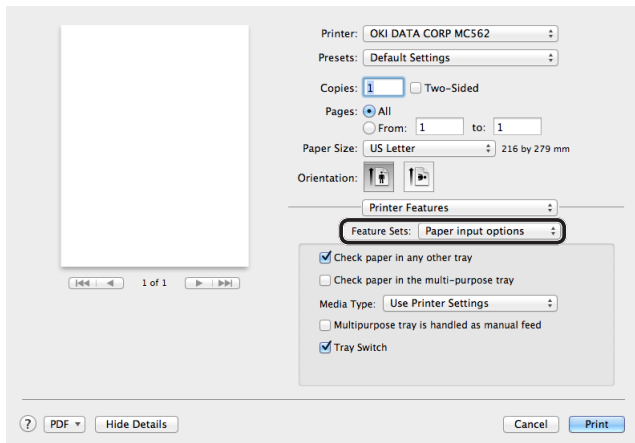 Printer: OKI DATA CORP MC562
Presets: Default Settings
Copies: 1 Two-Sided
Pages: All
From: 1 to: 1
Paper Size: US Letter 216 by 279 mm
Orientation:
Printer Features
Feature Sets: Paper input options
Check paper in any other tray
Check paper in the multi-purpose tray
Media Type: Use Printer Settings
Multipurpose tray is handled as manual feed
Tray Switch
1 of 1
? PDF Hide Details Cancel Print